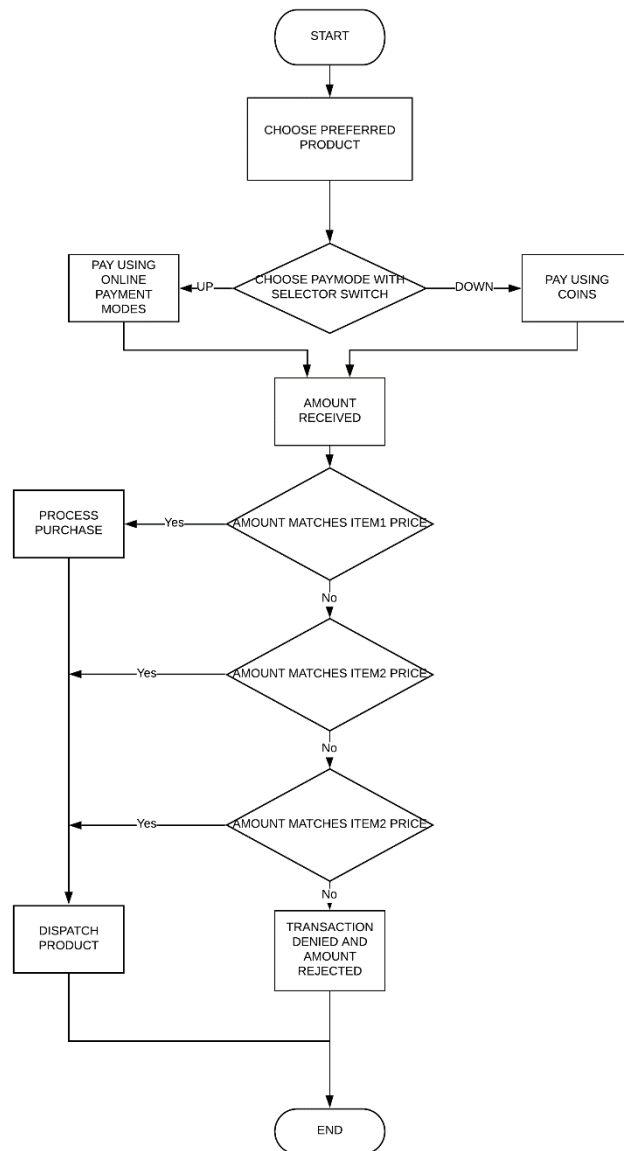 START
CHOOSE PREFERRED
PRODUCT
PAY USING
ONLINE
PAYMENT
MODES
UP
CHOOSE PAYMODE WITH
SELECTOR SWITCH
DOWN
PAY USING
COINS
AMOUNT
RECEIVED
PROCESS
PURCHASE
Yes
AMOUNT MATCHES ITEM1 PRICE
No
Yes
AMOUNT MATCHES ITEM2 PRICE
No
Yes
AMOUNT MATCHES ITEM2 PRICE
No
DISPATCH
PRODUCT
TRANSACTION
DENIED AND
AMOUNT
REJECTED
END